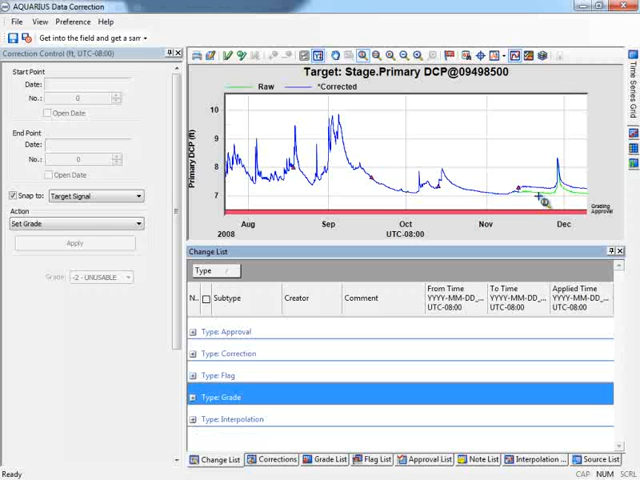 AQUARIUS Data Correction
File View Preference Help
Get into the field and get a sam
Correction Control (ft, UTC-08:00)
Start Point
Date:
No.: 0
Open Date
End Point
Date:
No.: 0
Open Date
Snap to: Target Signal
Action
Set Grade
Apply
Grade: -2 - UNUSABLE
Target: Stage.Primary DCP@09498500
Raw *Corrected
Primary DCP (ft)
10
9
8
7
Grading
Approval
Aug Sep Oct Nov Dec
2008 UTC-08:00
Time Series Grid
Change List
Type
N.. Subtype Creator Comment From Time YYYY-MM-DD_... UTC-08:00 To Time YYYY-MM-DD_... UTC-08:00 Applied Time YYYY-MM-DD_... UTC-08:00
Type: Approval
Type: Correction
Type: Flag
Type: Grade
Type: Interpolation
Change List Corrections Grade List Flag List Approval List Note List Interpolation ... Source List
Ready CAP NUM SCRL